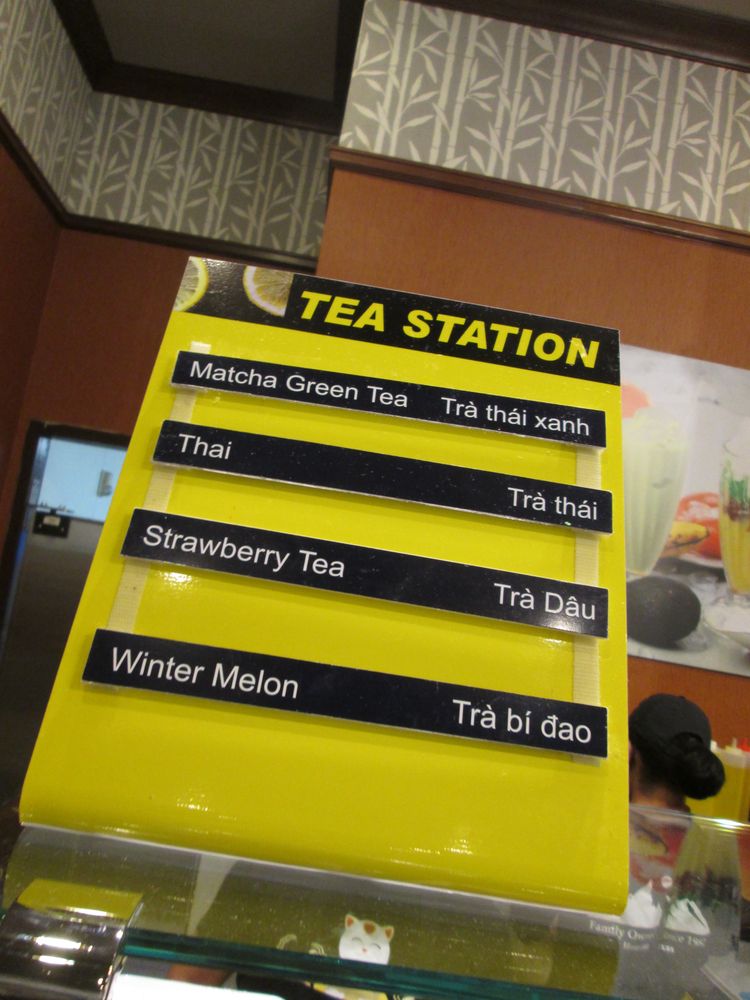 TEA STATION
Matcha Green Tea Trà thái xanh
Thai Trà thái
Strawberry Tea Trà Dâu
Winter Melon Trà bí đao
Family